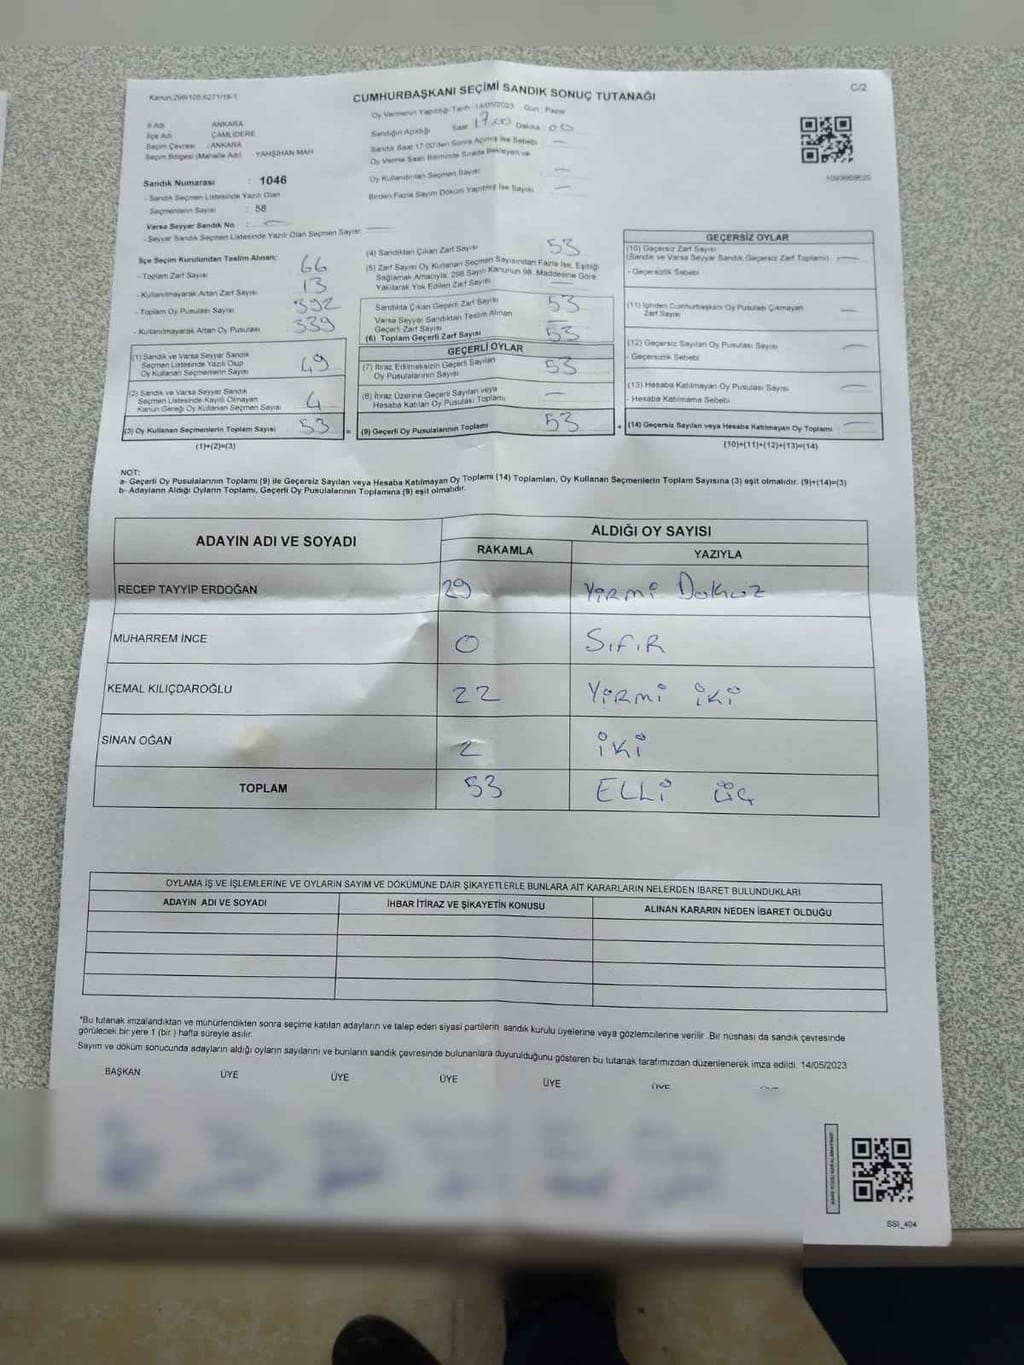 Kanun:298/105,6271/16-1
CUMHURBAŞKANI SEÇİMİ SANDIK SONUÇ TUTANAĞI
C/2
Oy Vermenin Yapıldığı Tarih : 14/05/2023 Gün : Pazar
İl Adı : ANKARA
İlçe Adı : ÇAMLIDERE
Seçim Çevresi : ANKARA
Seçim Bölgesi (Mahalle Adı) : YAHŞİHAN MAH
Sandığın Açıldığı Saat 17.00 Dakika 00
Sandık Saat 17.00'den Sonra Açılmış İse Sebebi —
Oy Verme Saati Bitiminde Sırada Bekleyen ve
Oy Kullandırılan Seçmen Sayısı —
Birden Fazla Sayım Döküm Yapılmış İse Sayısı —
Sandık Numarası : 1046
- Sandık Seçmen Listesinde Yazılı Olan
Seçmenlerin Sayısı : 58
Varsa Seyyar Sandık No : —
- Seyyar Sandık Seçmen Listesinde Yazılı Olan Seçmen Sayısı: —
İlçe Seçim Kurulundan Teslim Alınan;
- Toplam Zarf Sayısı 66
- Kullanılmayarak Artan Zarf Sayısı 13
- Toplam Oy Pusulası Sayısı 392
- Kullanılmayarak Artan Oy Pusulası 339
(1) Sandık ve Varsa Seyyar Sandık
Seçmen Listesinde Yazılı Olup
Oy Kullanan Seçmenlerin Sayısı 49
(2) Sandık ve Varsa Seyyar Sandık
Seçmen Listesinde Kayıtlı Olmayan
Kanun Gereği Oy Kullanan Seçmen Sayısı 4
(3) Oy Kullanan Seçmenlerin Toplam Sayısı 53 =
(1)+(2)=(3)
(4) Sandıktan Çıkan Zarf Sayısı 53
(5) Zarf Sayısı Oy Kullanan Seçmen Sayısından Fazla İse, Eşitliği
Sağlamak Amacıyla; 298 Sayılı Kanunun 98. Maddesine Göre
Yakılarak Yok Edilen Zarf Sayısı —
Sandıkta Çıkan Geçerli Zarf Sayısı 53
Varsa Seyyar Sandıktan Teslim Alınan
Geçerli Zarf Sayısı —
(6) Toplam Geçerli Zarf Sayısı 53
GEÇERLİ OYLAR
(7) İtiraz Edilmeksizin Geçerli Sayılan
Oy Pusulalarının Sayısı 53
(8) İtiraz Üzerine Geçerli Sayılan veya
Hesaba Katılan Oy Pusulası Toplamı —
(9) Geçerli Oy Pusulalarının Toplamı 53 +
GEÇERSİZ OYLAR
(10) Geçersiz Zarf Sayısı
(Sandık ve Varsa Seyyar Sandık Geçersiz Zarf Toplamı) —
- Geçersizlik Sebebi
(11) İçinden Cumhurbaşkanı Oy Pusulası Çıkmayan
Zarf Sayısı —
(12) Geçersiz Sayılan Oy Pusulası Sayısı —
- Geçersizlik Sebebi
(13) Hesaba Katılmayan Oy Pusulası Sayısı —
- Hesaba Katılmama Sebebi
(14) Geçersiz Sayılan veya Hesaba Katılmayan Oy Toplamı —
(10)+(11)+(12)+(13)=(14)
NOT:
a- Geçerli Oy Pusulalarının Toplamı (9) ile Geçersiz Sayılan veya Hesaba Katılmayan Oy Toplamı (14) Toplamları, Oy Kullanan Seçmenlerin Toplam Sayısına (3) eşit olmalıdır. (9)+(14)=(3)
b- Adayların Aldığı Oyların Toplamı, Geçerli Oy Pusulalarının Toplamına (9) eşit olmalıdır.
ADAYIN ADI VE SOYADI
ALDIĞI OY SAYISI
RAKAMLA YAZIYLA
RECEP TAYYİP ERDOĞAN 29 YİRMİ DOKUZ
MUHARREM İNCE 0 SIFIR
KEMAL KILIÇDAROĞLU 22 YİRMİ İKİ
SİNAN OĞAN 2 İKİ
TOPLAM 53 ELLİ ÜÇ
OYLAMA İŞ VE İŞLEMLERİNE VE OYLARIN SAYIM VE DÖKÜMÜNE DAİR ŞİKAYETLERLE BUNLARA AİT KARARLARIN NELERDEN İBARET BULUNDUKLARI
ADAYIN ADI VE SOYADI İHBAR İTİRAZ VE ŞİKAYETİN KONUSU ALINAN KARARIN NEDEN İBARET OLDUĞU
*Bu tutanak imzalandıktan ve mühürlendikten sonra seçime katılan adayların ve talep eden siyasi partilerin sandık kurulu üyelerine veya gözlemcilerine verilir .Bir nüshası da sandık çevresinde
görülecek bir yere 1 (bir ) hafta süreyle asılır.
Sayım ve döküm sonucunda adayların aldığı oyların sayılarını ve bunların sandık çevresinde bulunanlara duyurulduğunu gösteren bu tutanak tarafımızdan düzenlenerek imza edildi. 14/05/2023
BAŞKAN ÜYE ÜYE ÜYE ÜYE ÜYE
SSI_404